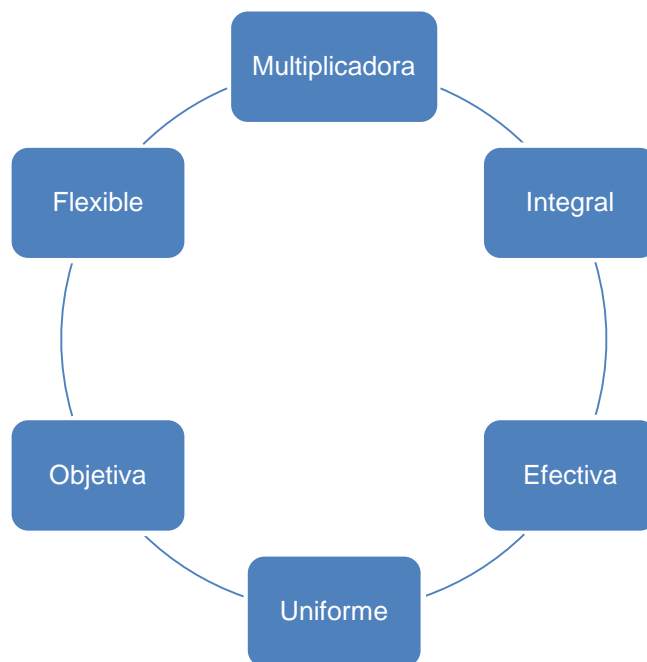 Multiplicadora
Integral
Efectiva
Uniforme
Objetiva
Flexible